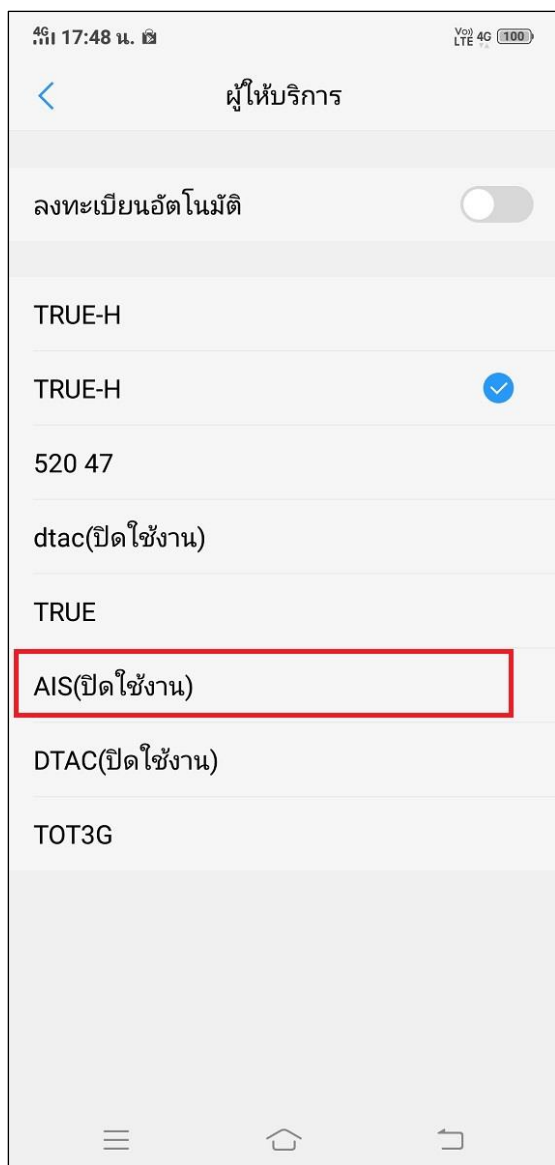 4G 17:48 น.
Vo)) LTE 4G 100
ผู้ให้บริการ
ลงทะเบียนอัตโนมัติ
TRUE-H
TRUE-H
520 47
dtac(ปิดใช้งาน)
TRUE
AIS(ปิดใช้งาน)
DTAC(ปิดใช้งาน)
TOT3G